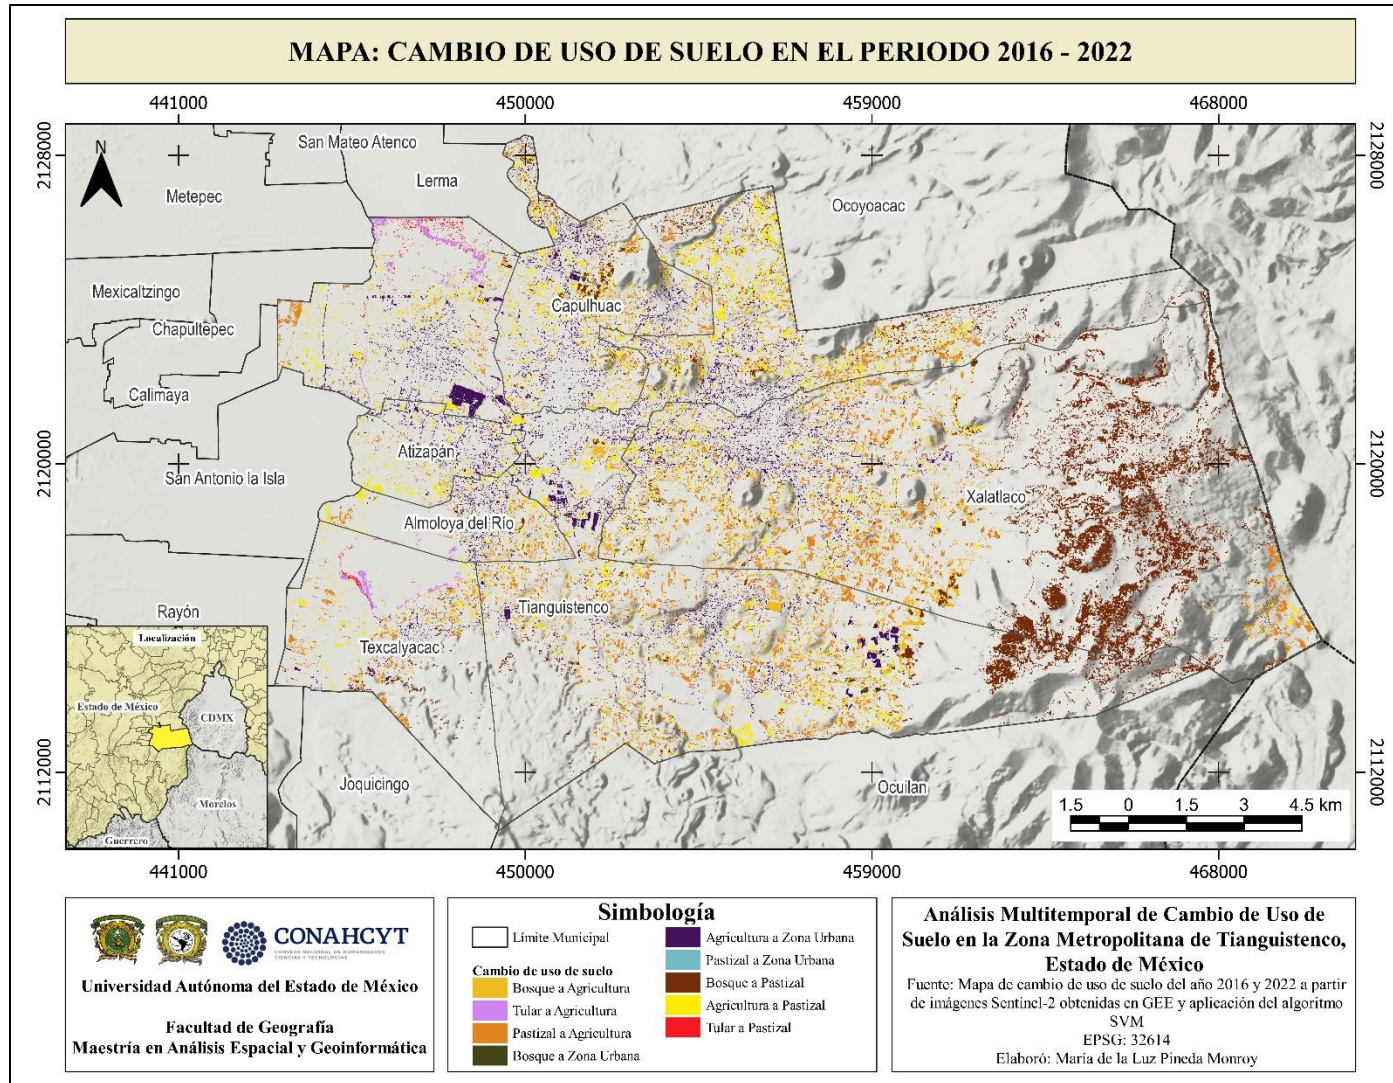 MAPA: CAMBIO DE USO DE SUELO EN EL PERIODO 2016 - 2022
441000
450000
459000
468000
2128000
2128000
N
San Mateo Atenco
Lerma
Metepec
Ocoyoacac
Mexicaltzingo
Capulhuac
Chapultepec
Calimaya
Atizapán
2120000
2120000
San Antonio la Isla
Xalatlaco
Almoloya del Río
Rayón
Tianguistenco
Texcalyacac
Localización
Estado de México
CDMX
Morelos
Guerrero
2112000
2112000
Joquicingo
Ocuilan
1.5 0 1.5 3 4.5 km
441000
450000
459000
468000
CONAHCYT
CONSEJO NACIONAL DE HUMANIDADES
CIENCIAS Y TECNOLOGÍAS
Universidad Autónoma del Estado de México
Facultad de Geografía
Maestría en Análisis Espacial y Geoinformática
Simbología
Límite Municipal
Cambio de uso de suelo
Bosque a Agricultura
Tular a Agricultura
Pastizal a Agricultura
Bosque a Zona Urbana
Agricultura a Zona Urbana
Pastizal a Zona Urbana
Bosque a Pastizal
Agricultura a Pastizal
Tular a Pastizal
Análisis Multitemporal de Cambio de Uso de
Suelo en la Zona Metropolitana de Tianguistenco,
Estado de México
Fuente: Mapa de cambio de uso de suelo del año 2016 y 2022 a partir
de imágenes Sentinel-2 obtenidas en GEE y aplicación del algoritmo
SVM
EPSG: 32614
Elaboró: María de la Luz Pineda Monroy